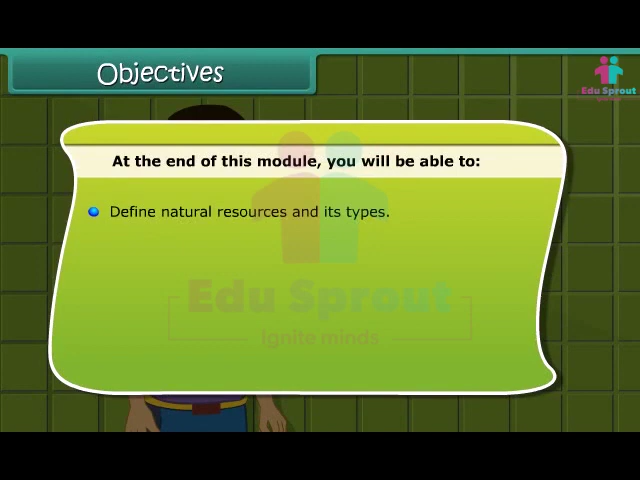 Objectives
Edu Sprout
At the end of this module, you will be able to:
Define natural resources and its types.
Edu Sprout
Ignite minds